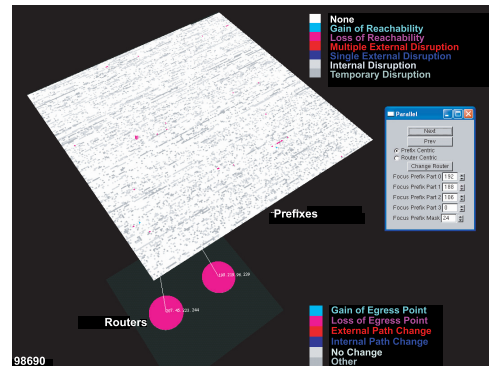 None
Gain of Reachability
Loss of Reachability
Multiple External Disruption
Single External Disruption
Internal Disruption
Temporary Disruption
Parallel
Next
Prev
Prefix Centric
Router Centric
Change Router
Focus Prefix Part 0 192
Focus Prefix Part 1 188
Focus Prefix Part 2 106
Focus Prefix Part 3 0
Focus Prefix Mask 24
Prefixes
Routers
Gain of Egress Point
Loss of Egress Point
External Path Change
Internal Path Change
No Change
Other
98690